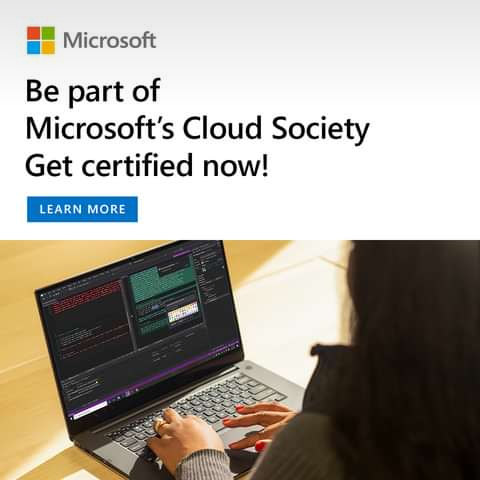 Microsoft
Be part of
Microsoft's Cloud Society
Get certified now!
LEARN MORE